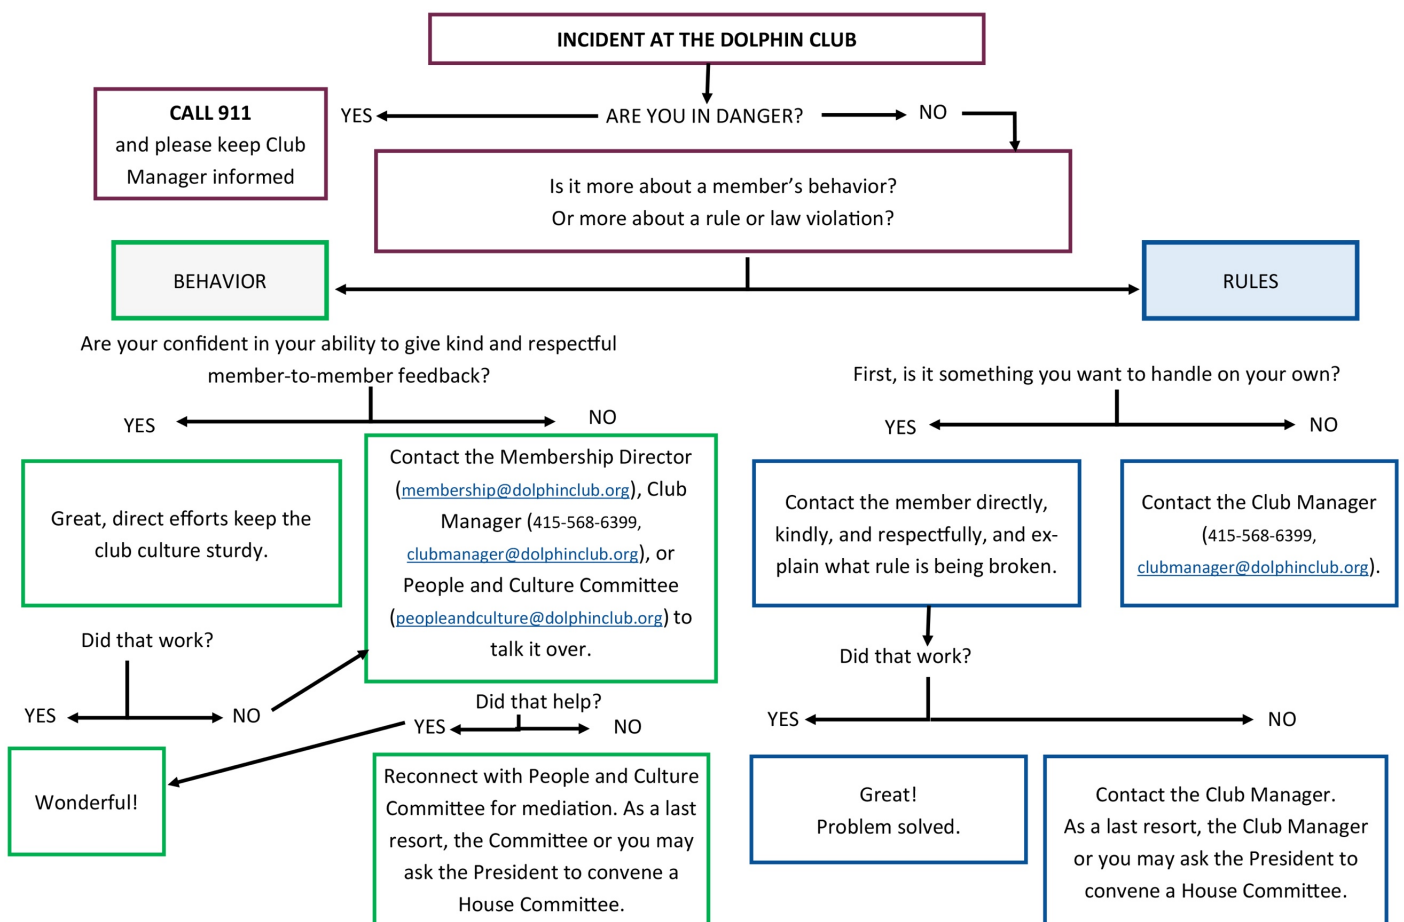 INCIDENT AT THE DOLPHIN CLUB
ARE YOU IN DANGER?
YES
NO
CALL 911
and please keep Club
Manager informed
Is it more about a member's behavior?
Or more about a rule or law violation?
BEHAVIOR
RULES
Are your confident in your ability to give kind and respectful
member-to-member feedback?
YES
NO
Great, direct efforts keep the
club culture sturdy.
Contact the Membership Director
(membership@dolphinclub.org), Club
Manager (415-568-6399,
clubmanager@dolphinclub.org), or
People and Culture Committee
(peopleandculture@dolphinclub.org) to
talk it over.
Did that work?
YES
NO
Wonderful!
Did that help?
YES
NO
Reconnect with People and Culture
Committee for mediation. As a last
resort, the Committee or you may
ask the President to convene a
House Committee.
First, is it something you want to handle on your own?
YES
NO
Contact the member directly,
kindly, and respectfully, and ex-
plain what rule is being broken.
Contact the Club Manager
(415-568-6399,
clubmanager@dolphinclub.org).
Did that work?
YES
NO
Great!
Problem solved.
Contact the Club Manager.
As a last resort, the Club Manager
or you may ask the President to
convene a House Committee.